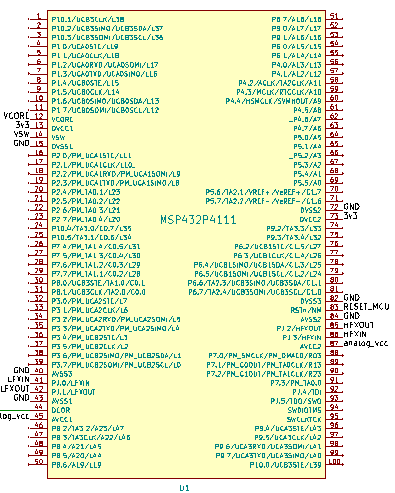 1 P10.1/UCB3CLK/L38
2 P10.2/UCB3SIMO/UCB3SDA/L37
3 P10.3/UCB3SOMI/UCB3SCL/L36
4 P1.0/UCA0STE/L19
5 P1.1/UCA0CLK/L18
6 P1.2/UCA0RXD/UCA0SOMI/L17
7 P1.3/UCA0TXD/UCA0SIMO/L16
8 P1.4/UCB0STE/L15
9 P1.5/UCB0CLK/L14
10 P1.6/UCB0SIMO/UCB0SDA/L13
11 P1.7/UCB0SOMI/UCB0SCL/L12
VCORE 12 VCORE
3v3 13 DVCC1
VSW 14 VSW
GND 15 DVSS1
16 P2.0/PM_UCA1STE/L11
17 P2.1/PM_UCA1CLK/L10
18 P2.2/PM_UCA1RXD/PM_UCA1SOMI/L9
19 P2.3/PM_UCA1TXD/PM_UCA1SIMO/L8
20 P2.4/PM_TA0.1/L23
21 P2.5/PM_TA0.2/L22
22 P2.6/PM_TA0.3/L21
23 P2.7/PM_TA0.4/L20
24 P10.4/TA3.0/C0.7/L35
25 P10.5/TA3.1/C0.6/L34
26 P7.4/PM_TA1.4/C0.5/L31
27 P7.5/PM_TA1.3/C0.4/L30
28 P7.6/PM_TA1.2/C0.3/L29
29 P7.7/PM_TA1.1/C0.2/L28
30 P8.0/UCB3STE/TA1.0/C0.1
31 P8.1/UCB3CLK/TA2.0/C0.0
32 P3.0/PM_UCA2STE/L7
33 P3.1/PM_UCA2CLK/L6
34 P3.2/PM_UCA2RXD/PM_UCA2SOMI/L5
35 P3.3/PM_UCA2TXD/PM_UCA2SIMO/L4
36 P3.4/PM_UCB2STE/L3
37 P3.5/PM_UCB2CLK/L2
38 P3.6/PM_UCB2SIMO/PM_UCB2SDA/L1
39 P3.7/PM_UCB2SOMI/PM_UCB2SCL/L0
GND 40 AVSS3
LFXIN 41 PJ.0/LFXIN
LFXOUT 42 PJ.1/LFXOUT
GND 43 AVSS1
44 DCOR
log_vcc 45 AVCC1
46 P8.2/TA3.2/A23/L47
47 P8.3/TA3CLK/A22/L46
48 P8.4/A21/L45
49 P8.5/A20/L44
50 P8.6/A19/L49
MSP432P4111
51 P8.7/A18/L48
52 P9.0/A17/L27
53 P9.1/A16/L26
54 P6.0/A15/L25
55 P6.1/A14/L24
56 P4.0/A13/L13
57 P4.1/A12/L12
58 P4.2/ACLK/TA2CLK/A11
59 P4.3/MCLK/RTCCLK/A10
60 P4.4/HSMCLK/SVMHOUT/A9
61 P4.5/A8
62 P4.6/A7
63 P4.7/A6
64 P5.0/A5
65 P5.1/A4
66 P5.2/A3
67 P5.3/A2
68 P5.4/A1
69 P5.5/A0
70 P5.6/TA2.1/VREF+/VeREF+/C1.7
71 P5.7/TA2.2/VREF-/VeREF-/C1.6
72 DVSS2 GND
73 DVCC2 3v3
74 P9.2/TA3.3/L33
75 P9.3/TA3.4/L32
76 P6.2/UCB1STE/C1.5/L27
77 P6.3/UCB1CLK/C1.4/L26
78 P6.4/UCB1SIMO/UCB1SDA/C1.3/L25
79 P6.5/UCB1SOMI/UCB1SCL/C1.2/L24
80 P6.6/TA2.3/UCB3SIMO/UCB3SDA/C1.1
81 P6.7/TA2.4/UCB3SOMI/UCB3SCL/C1.0
82 DVSS3 GND
83 RSTn/NMI RESET_MCU
84 AVSS2 GND
85 PJ.2/HFXOUT HFXOUT
86 PJ.3/HFXIN HFXIN
87 AVCC2 analog_vcc
88 P7.0/PM_SMCLK/PM_DMAE0/R03
89 P7.1/PM_C0OUT/PM_TA0CLK/R13
90 P7.2/PM_C1OUT/PM_TA1CLK/R23
91 P7.3/PM_TA0.0
92 PJ.4/TDI
93 PJ.5/TDO/SWO
94 SWDIOTMS
95 SWCLKTCK
96 P9.4/UCA3STE/L43
97 P9.5/UCA3CLK/L42
98 P9.6/UCA3RXD/UCA3SOMI/L41
99 P9.7/UCA3TXD/UCA3SIMO/L40
100 P10.0/UCB3STE/L39
U1